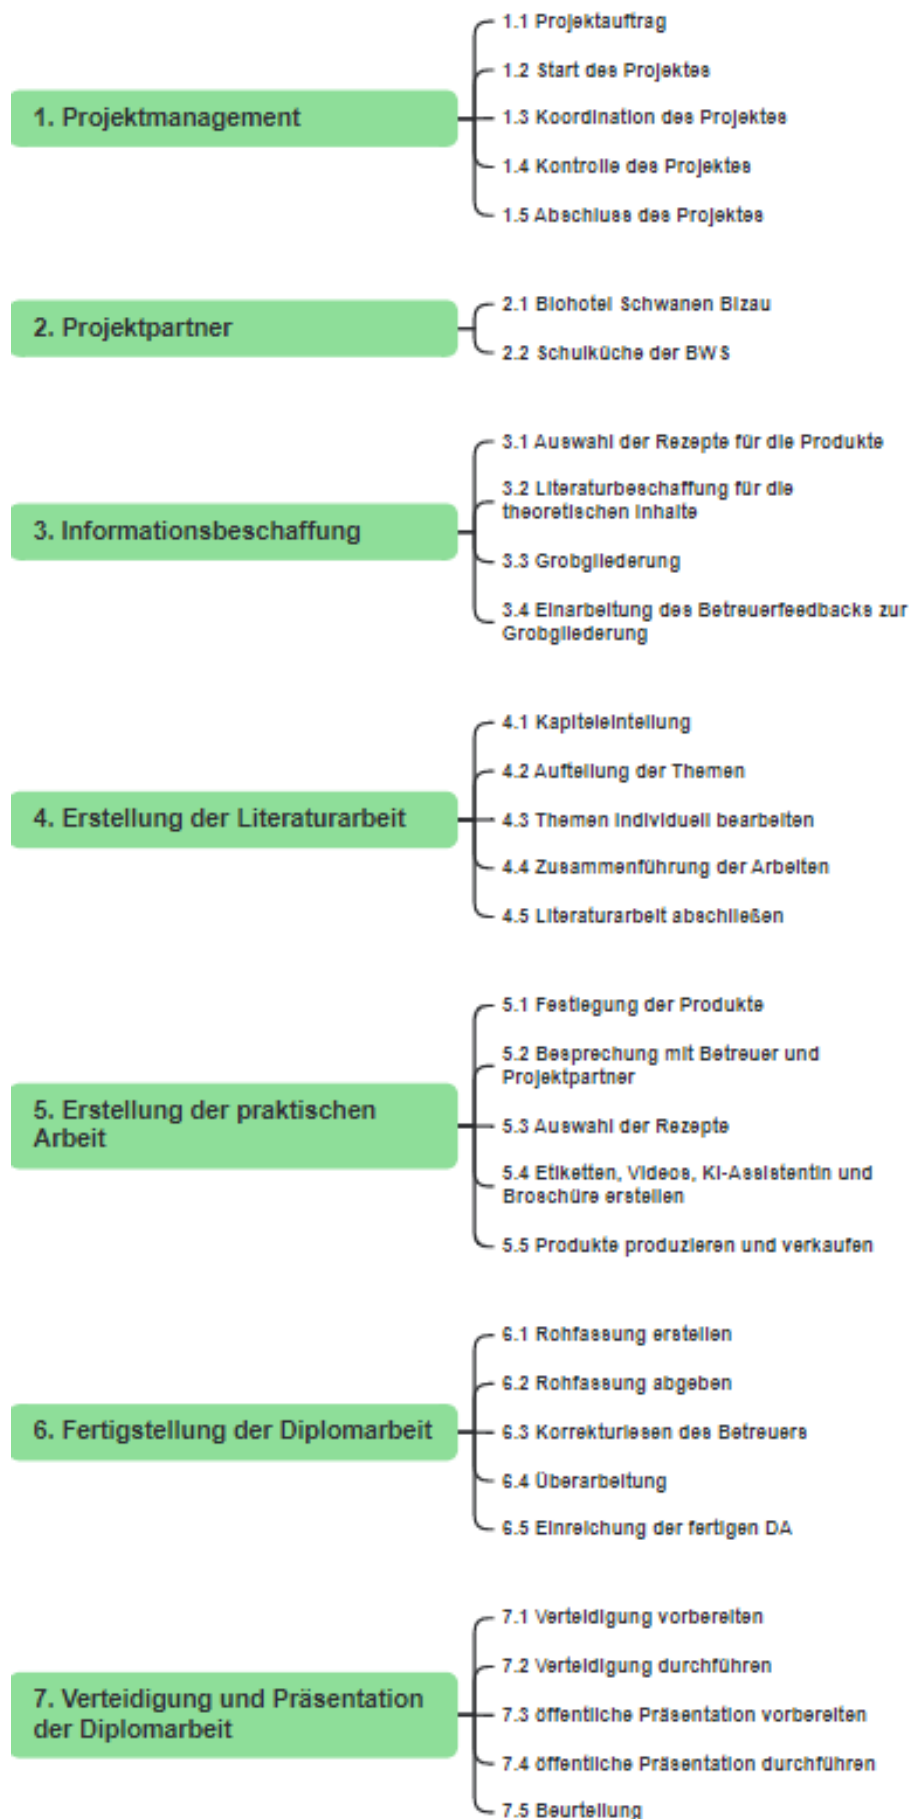 1. Projektmanagement
1.1 Projektauftrag
1.2 Start des Projektes
1.3 Koordination des Projektes
1.4 Kontrolle des Projektes
1.5 Abschluss des Projektes
2. Projektpartner
2.1 Biohotel Schwanen Bizau
2.2 Schulküche der BWS
3. Informationsbeschaffung
3.1 Auswahl der Rezepte für die Produkte
3.2 Literaturbeschaffung für die
theoretischen Inhalte
3.3 Grobgliederung
3.4 Einarbeitung des Betreuerfeedbacks zur
Grobgliederung
4. Erstellung der Literaturarbeit
4.1 Kapiteleinteilung
4.2 Aufteilung der Themen
4.3 Themen individuell bearbeiten
4.4 Zusammenführung der Arbeiten
4.5 Literaturarbeit abschließen
5. Erstellung der praktischen
Arbeit
5.1 Festlegung der Produkte
5.2 Besprechung mit Betreuer und
Projektpartner
5.3 Auswahl der Rezepte
5.4 Etiketten, Videos, KI-Assistentin und
Broschüre erstellen
5.5 Produkte produzieren und verkaufen
6. Fertigstellung der Diplomarbeit
6.1 Rohfassung erstellen
6.2 Rohfassung abgeben
6.3 Korrekturlesen des Betreuers
6.4 Überarbeitung
6.5 Einreichung der fertigen DA
7. Verteidigung und Präsentation
der Diplomarbeit
7.1 Verteidigung vorbereiten
7.2 Verteidigung durchführen
7.3 öffentliche Präsentation vorbereiten
7.4 öffentliche Präsentation durchführen
7.5 Beurteilung